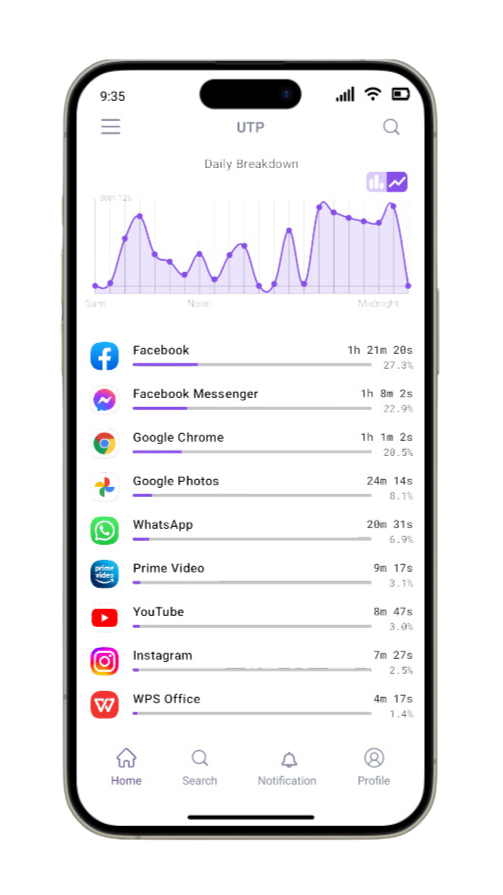 9:35
UTP
Daily Breakdown
30m 12s
5am Noon Midnight
Facebook 1h 21m 20s
27.3%
Facebook Messenger 1h 8m 2s
22.9%
Google Chrome 1h 1m 2s
20.5%
Google Photos 24m 14s
8.1%
WhatsApp 20m 31s
6.9%
prime video
Prime Video 9m 17s
3.1%
YouTube 8m 47s
3.0%
Instagram 7m 27s
2.5%
WPS Office 4m 17s
1.4%
Home Search Notification Profile